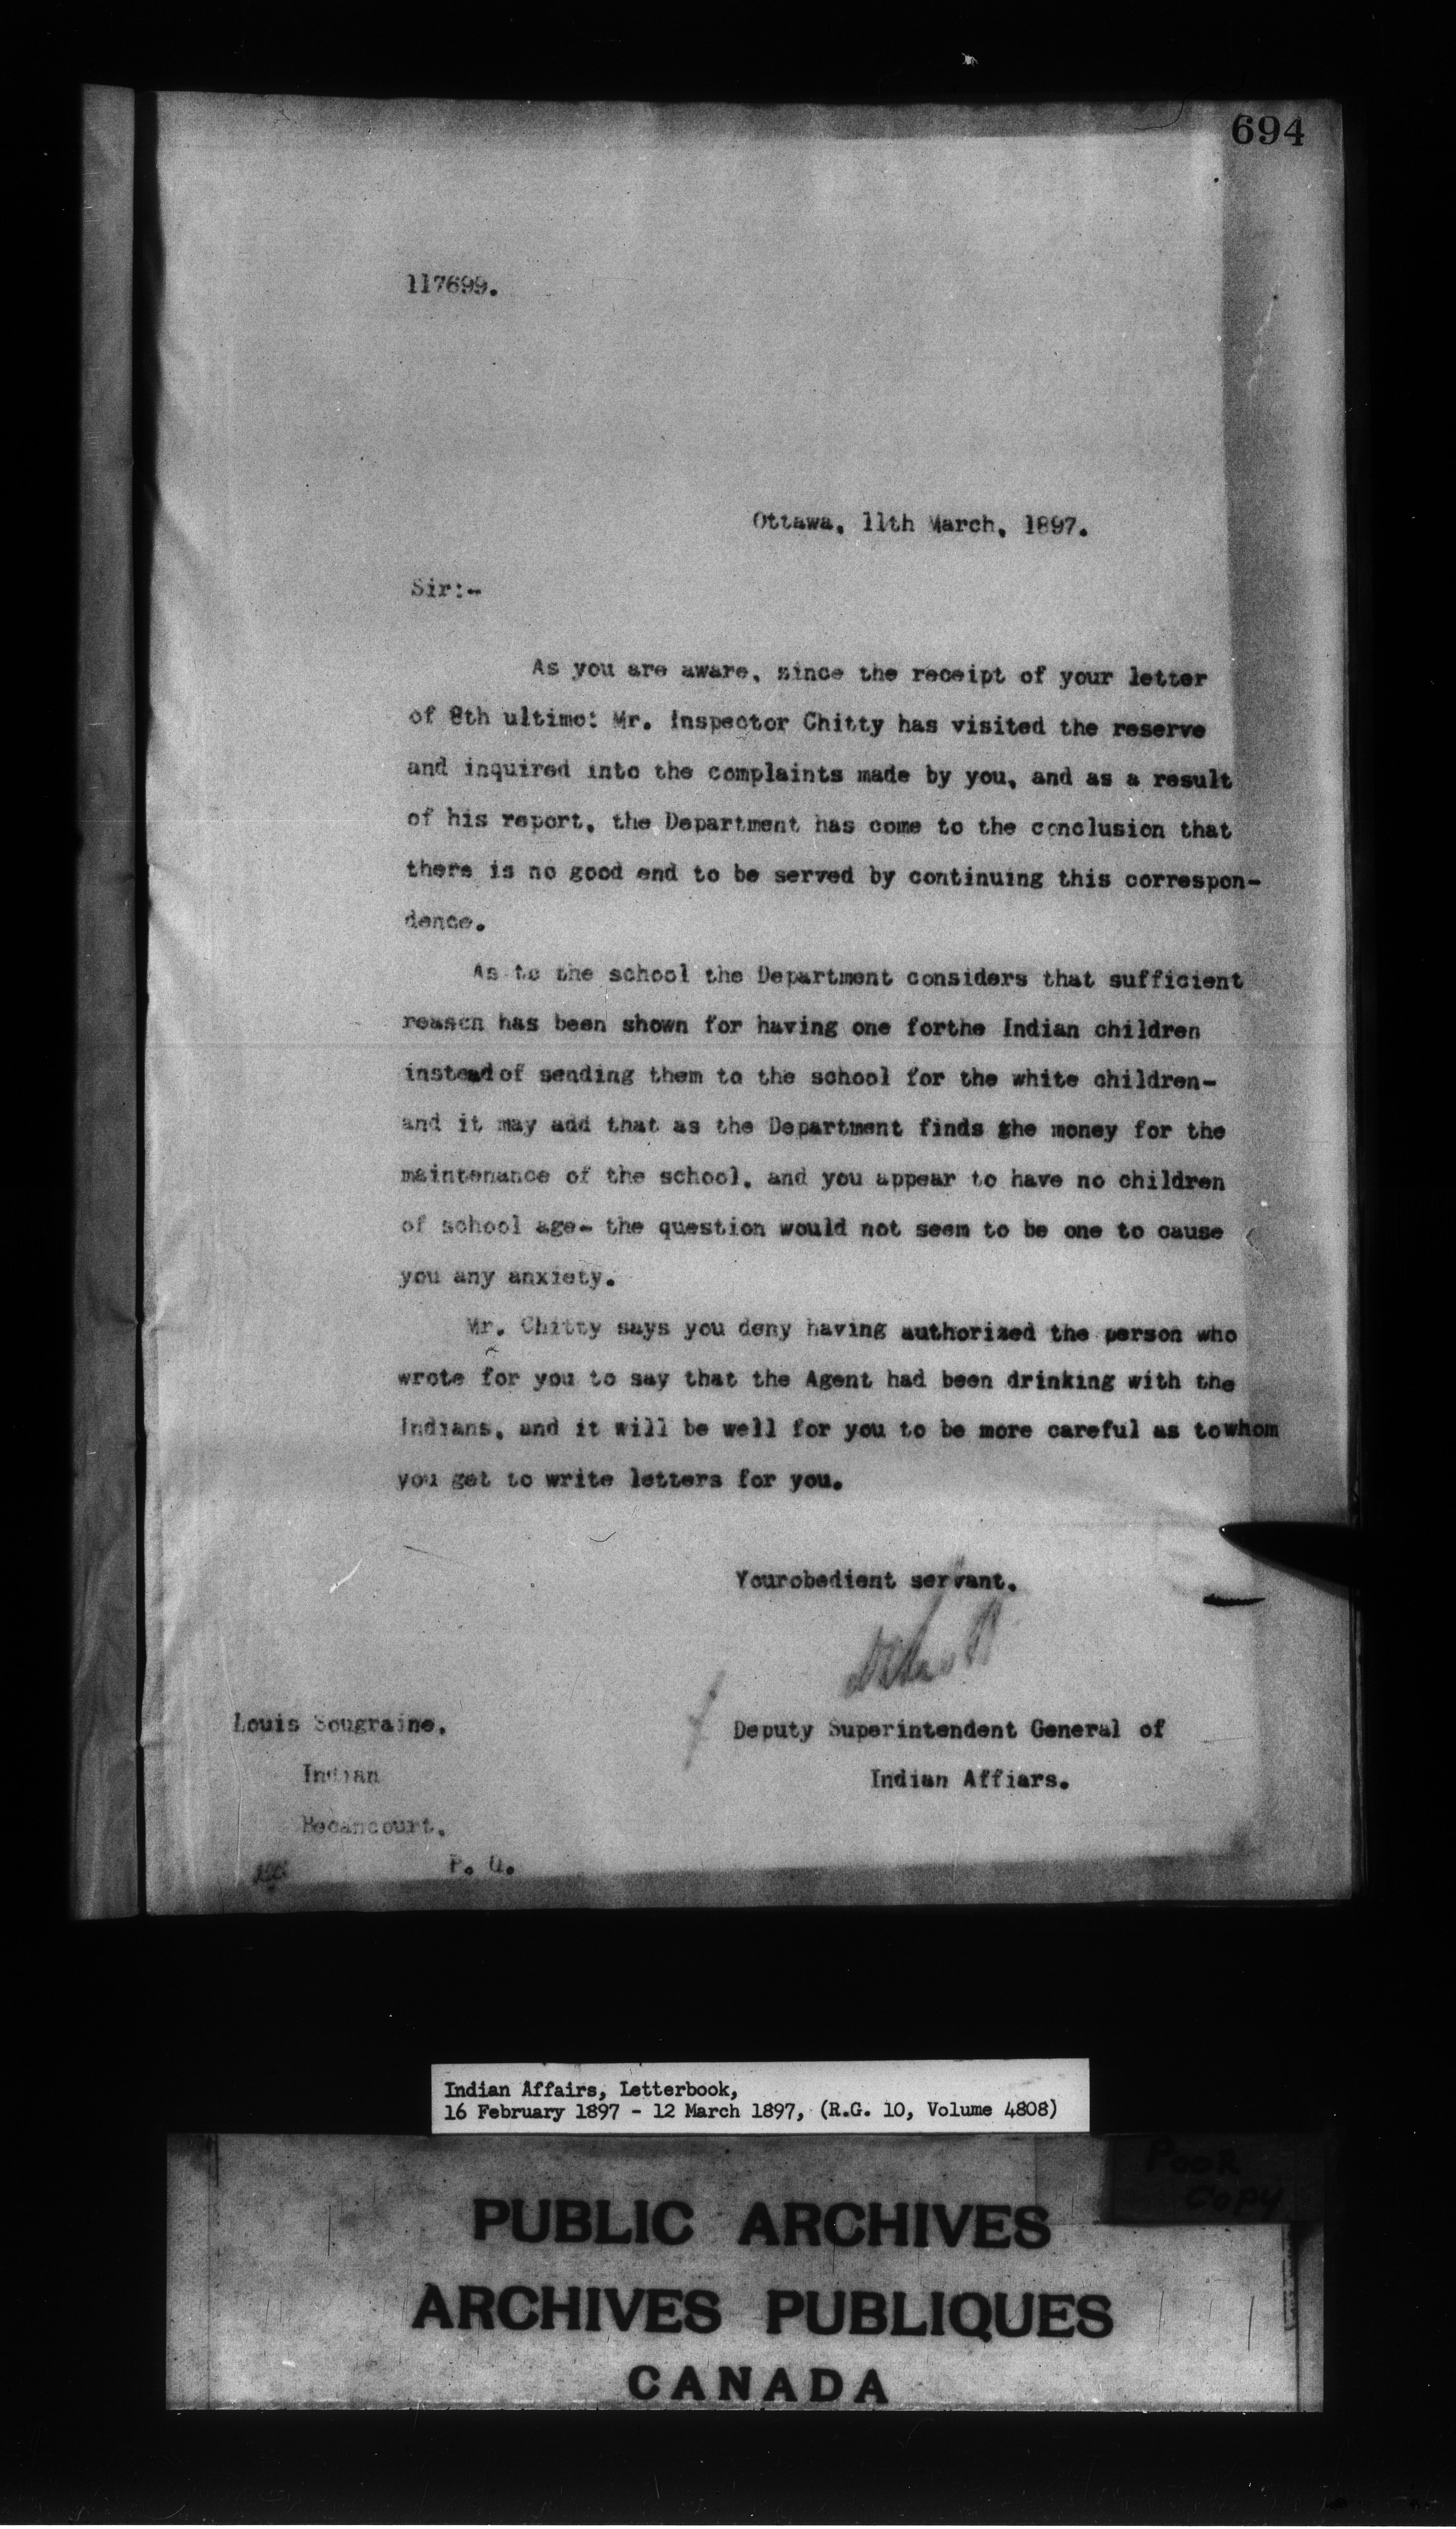 694
117699.
Ottawa, 11th March, 1897.
Sir:-
As you are aware, since the receipt of your letter
of 8th ultimo: Mr. Inspector Chitty has visited the reserve
and inquired into the complaints made by you, and as a result
of his report, the Department has come to the conclusion that
there is no good end to be served by continuing this correspon-
dence.
As to the school the Department considers that sufficient
reason has been shown for having one forthe Indian children
instead of sending them to the school for the white children-
and it may add that as the Department finds the money for the
maintenance of the school, and you appear to have no children
of school age- the question would not seem to be one to cause
you any anxiety.
Mr. Chitty says you deny having authorized the person who
wrote for you to say that the Agent had been drinking with the
Indians, and it will be well for you to be more careful as towhom
you get to write letters for you.
Yourobedient servant.
Deputy Superintendent General of
Indian Affiars.
Louis Sougraine,
Indian
Becancourt,
P. Q.
Indian Affairs, Letterbook,
16 February 1897 - 12 March 1897, (R.G. 10, Volume 4808)
POOR
COPY
PUBLIC ARCHIVES
ARCHIVES PUBLIQUES
CANADA